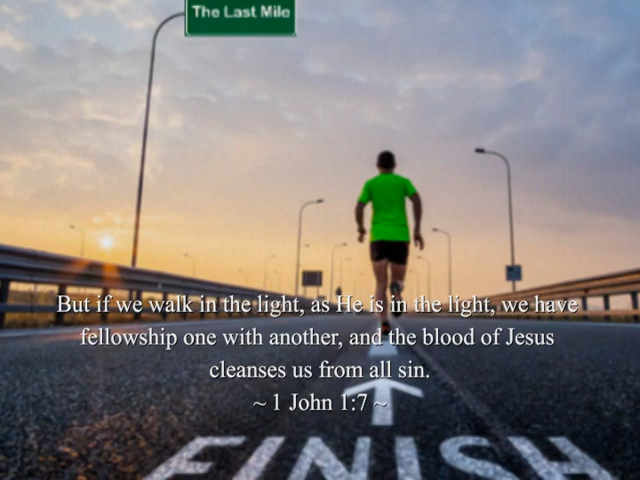 The Last Mile
But if we walk in the light, as He is in the light, we have
fellowship one with another, and the blood of Jesus
cleanses us from all sin.
~ 1 John 1:7 ~
FINISH